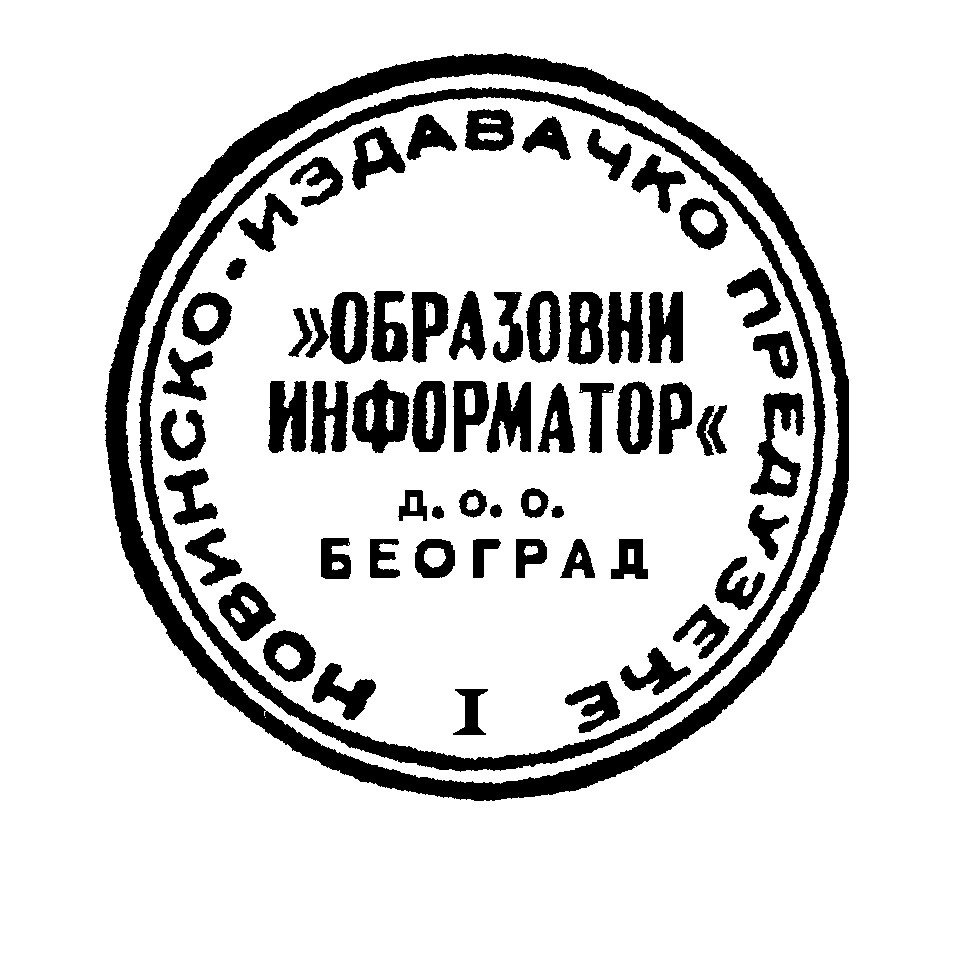 НОВИНСКО-ИЗДАВАЧКО ПРЕДУЗЕЋЕ
»ОБРАЗОВНИ
ИНФОРМАТОР«
д. о. о.
БЕОГРАД
I